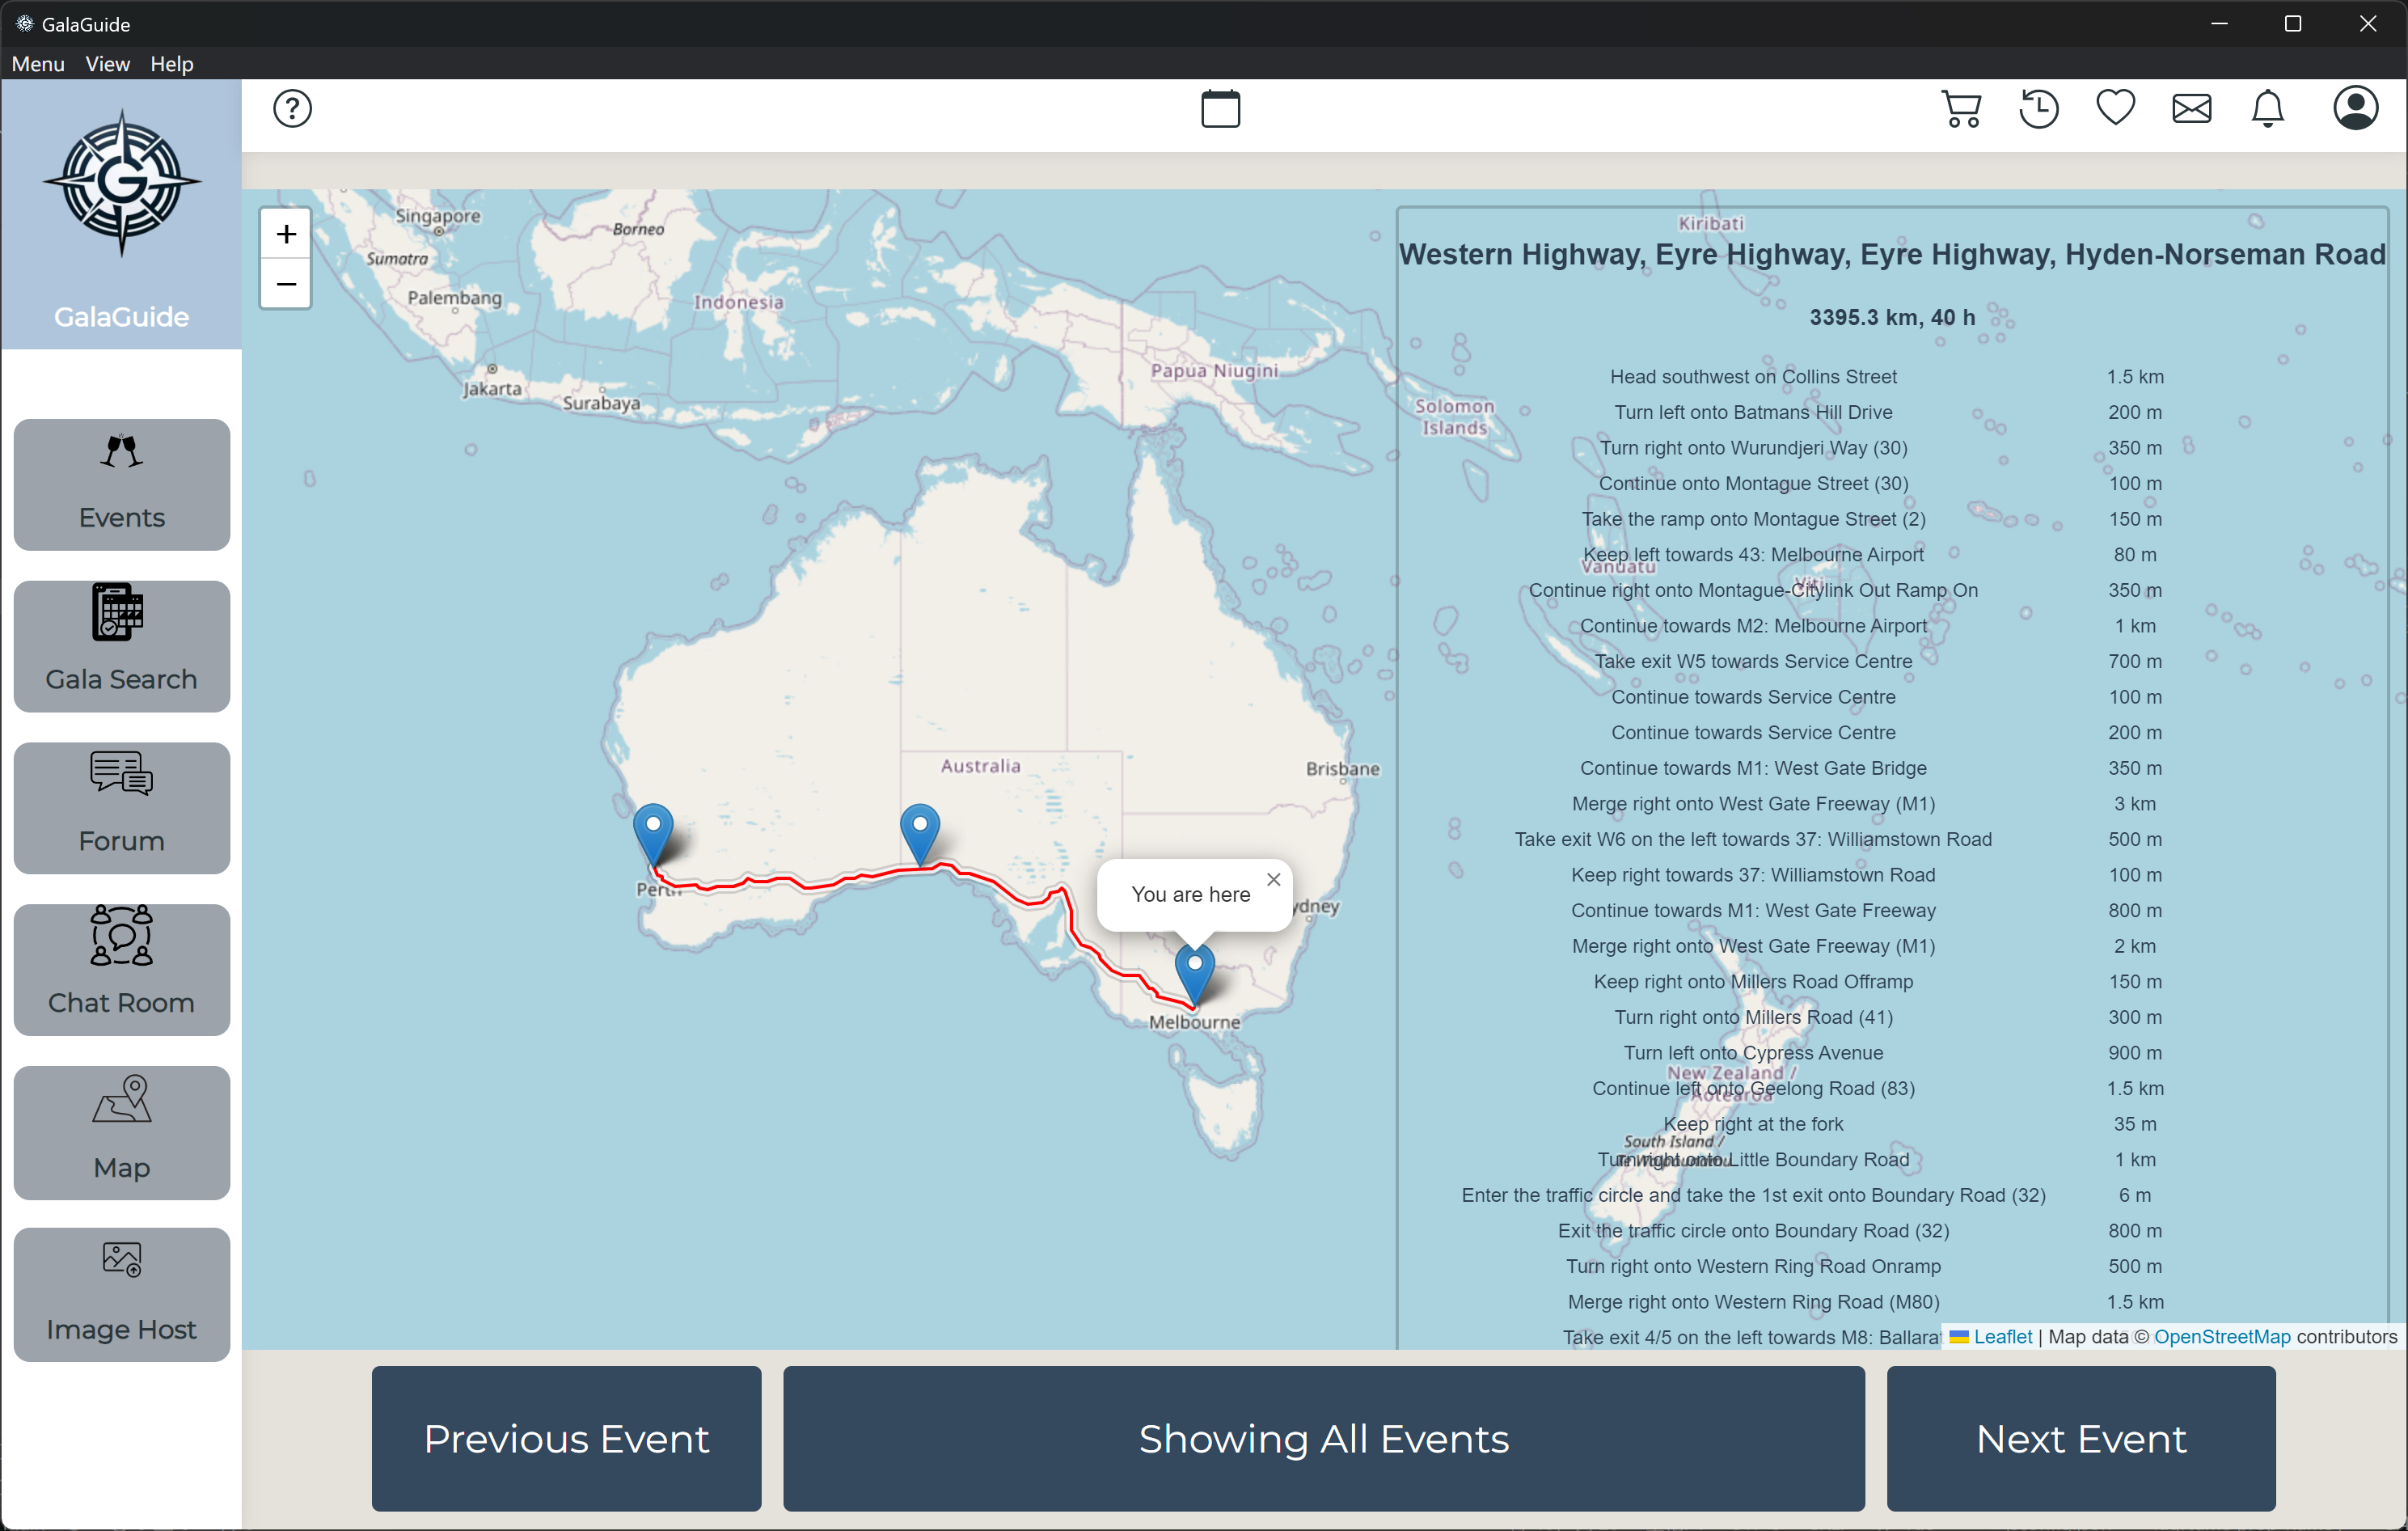 GalaGuide
Menu View Help
GalaGuide
Events
Gala Search
Forum
Chat Room
Map
Image Host
+
−
Singapore
Borneo
Sumatra
Palembang
Indonesia
Jakarta
Surabaya
Papua Niugini
Solomon
Islands
Kiribati
Vanuatu
Viti
Australia
Brisbane
Perth
ydney
You are here
×
Melbourne
New Zealand /
Aotearoa
South Island /
Western Highway, Eyre Highway, Eyre Highway, Hyden-Norseman Road
3395.3 km, 40 h
Head southwest on Collins Street 1.5 km
Turn left onto Batmans Hill Drive 200 m
Turn right onto Wurundjeri Way (30) 350 m
Continue onto Montague Street (30) 100 m
Take the ramp onto Montague Street (2) 150 m
Keep left towards 43: Melbourne Airport 80 m
Continue right onto Montague-Citylink Out Ramp On 350 m
Continue towards M2: Melbourne Airport 1 km
Take exit W5 towards Service Centre 700 m
Continue towards Service Centre 100 m
Continue towards Service Centre 200 m
Continue towards M1: West Gate Bridge 350 m
Merge right onto West Gate Freeway (M1) 3 km
Take exit W6 on the left towards 37: Williamstown Road 500 m
Keep right towards 37: Williamstown Road 100 m
Continue towards M1: West Gate Freeway 800 m
Merge right onto West Gate Freeway (M1) 2 km
Keep right onto Millers Road Offramp 150 m
Turn right onto Millers Road (41) 300 m
Turn left onto Cypress Avenue 900 m
Continue left onto Geelong Road (83) 1.5 km
Keep right at the fork 35 m
Turn right onto Little Boundary Road 1 km
Enter the traffic circle and take the 1st exit onto Boundary Road (32) 6 m
Exit the traffic circle onto Boundary Road (32) 800 m
Turn right onto Western Ring Road Onramp 500 m
Merge right onto Western Ring Road (M80) 1.5 km
Take exit 4/5 on the left towards M8: Ballarat
Leaflet | Map data © OpenStreetMap contributors
Previous Event
Showing All Events
Next Event